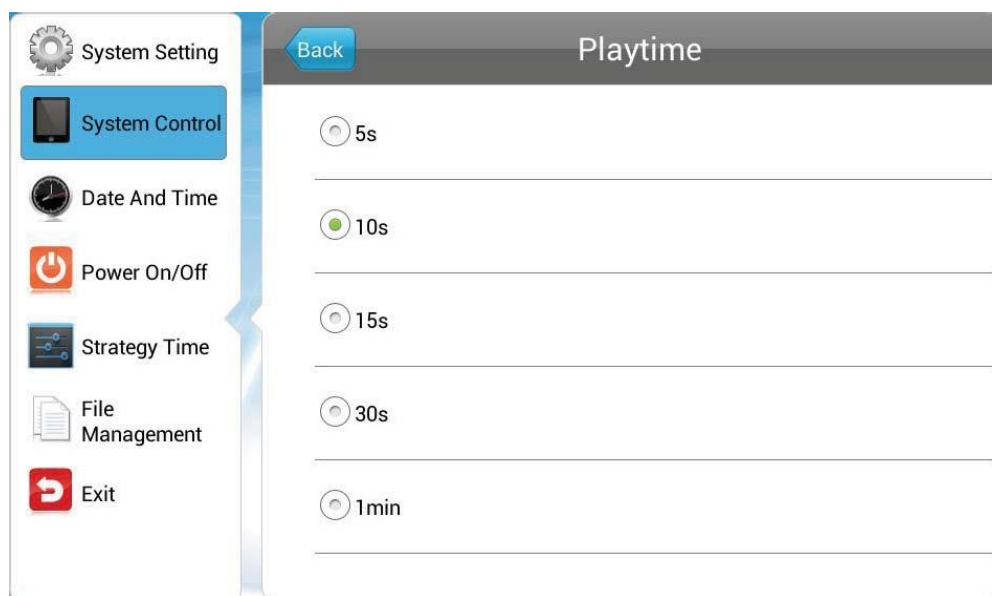 System Setting
System Control
Date And Time
Power On/Off
Strategy Time
File
Management
Exit
Back
Playtime
5s
10s
15s
30s
1min